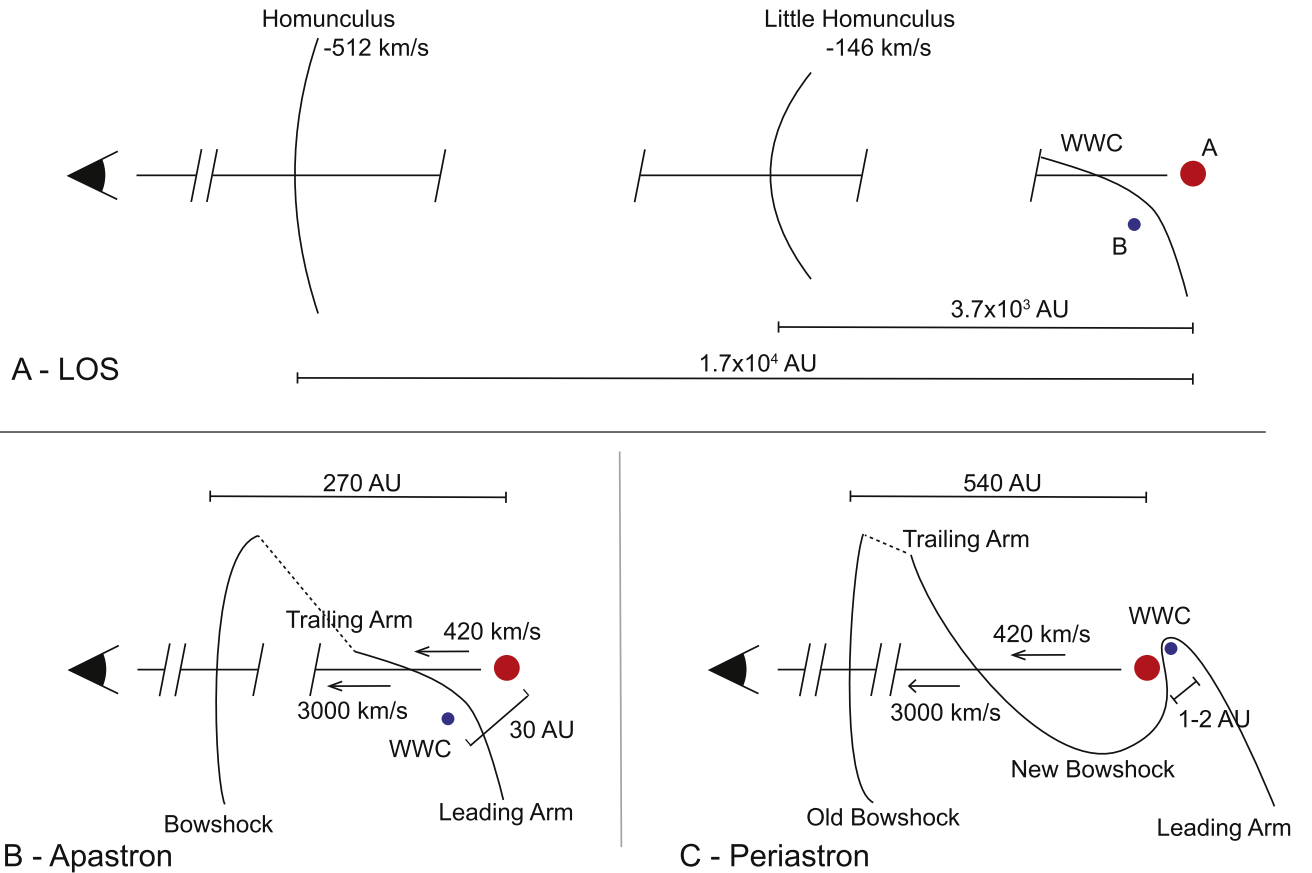 Homunculus
-512 km/s
Little Homunculus
-146 km/s
WWC
A
B
3.7x10³ AU
1.7x10⁴ AU
A - LOS
270 AU
Trailing Arm
420 km/s
3000 km/s
30 AU
WWC
Leading Arm
Bowshock
B - Apastron
540 AU
Trailing Arm
WWC
420 km/s
3000 km/s
1-2 AU
New Bowshock
Old Bowshock
Leading Arm
C - Periastron